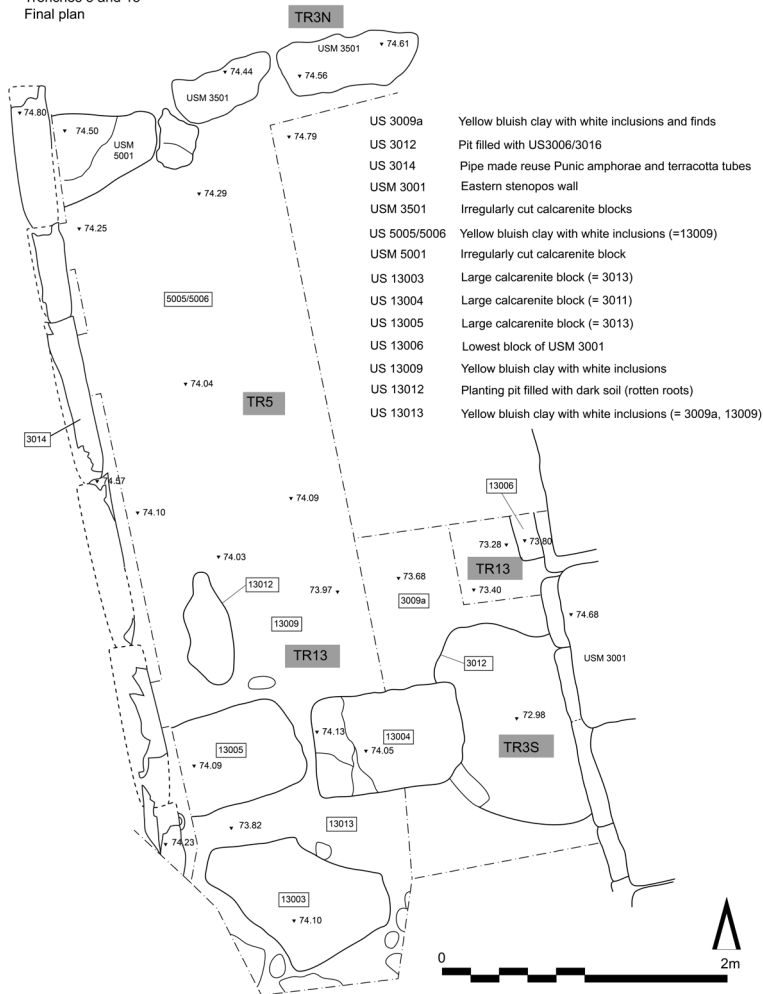 Final plan
TR3N
USM 3501
74.61
74.44
74.56
USM 3501
74.80
74.50
USM
5001
74.79
74.29
74.25
US 3009a Yellow bluish clay with white inclusions and finds
US 3012 Pit filled with US3006/3016
US 3014 Pipe made reuse Punic amphorae and terracotta tubes
USM 3001 Eastern stenopos wall
USM 3501 Irregularly cut calcarenite blocks
US 5005/5006 Yellow bluish clay with white inclusions (=13009)
USM 5001 Irregularly cut calcarenite block
US 13003 Large calcarenite block (= 3013)
US 13004 Large calcarenite block (= 3011)
US 13005 Large calcarenite block (= 3013)
US 13006 Lowest block of USM 3001
US 13009 Yellow bluish clay with white inclusions
US 13012 Planting pit filled with dark soil (rotten roots)
US 13013 Yellow bluish clay with white inclusions (= 3009a, 13009)
5005/5006
74.04
TR5
3014
74.57
74.10
74.09
13006
73.28
73.80
74.03
TR13
13012
73.97
73.68
73.40
3009a
74.68
13009
TR13
3012
USM 3001
72.98
74.13
13004
13005
74.05
TR3S
74.09
73.82
13013
74.23
13003
74.10
0
2m